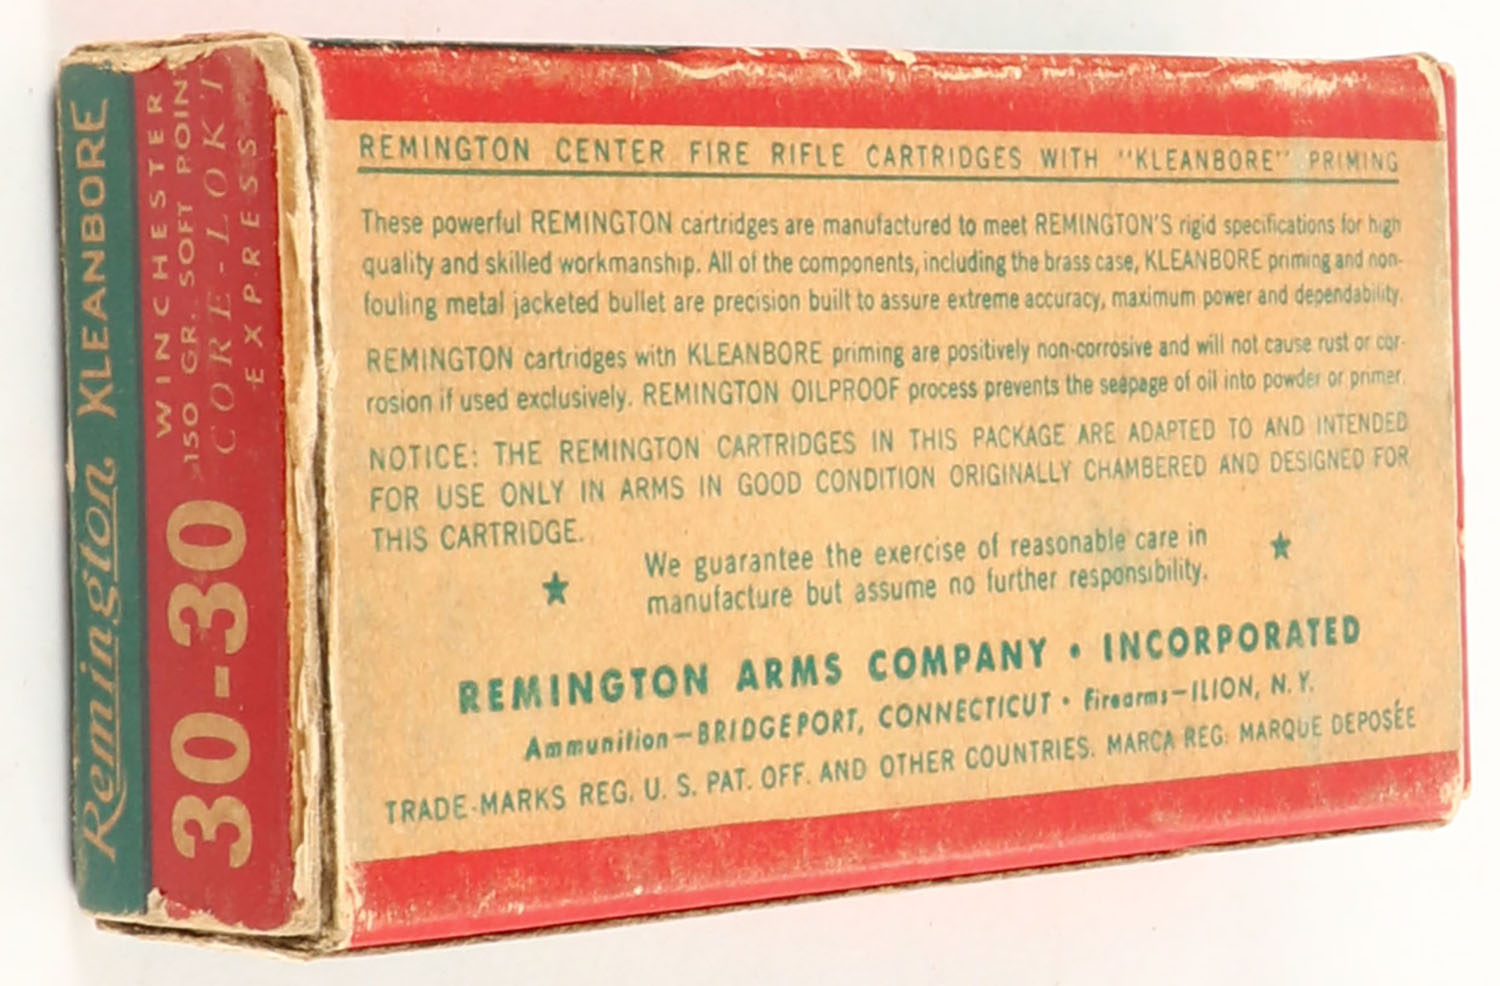 Remington KLEANBORE
30-30
WINCHESTER
150 GR. SOFT POINT
CORE-LOKT
EXPRESS
REMINGTON CENTER FIRE RIFLE CARTRIDGES WITH "KLEANBORE" PRIMING
These powerful REMINGTON cartridges are manufactured to meet REMINGTON'S rigid specifications for high
quality and skilled workmanship. All of the components, including the brass case, KLEANBORE priming and non-
fouling metal jacketed bullet are precision built to assure extreme accuracy, maximum power and dependability.
REMINGTON cartridges with KLEANBORE priming are positively non-corrosive and will not cause rust or cor-
rosion if used exclusively. REMINGTON OILPROOF process prevents the seepage of oil into powder or primer.
NOTICE: THE REMINGTON CARTRIDGES IN THIS PACKAGE ARE ADAPTED TO AND INTENDED
FOR USE ONLY IN ARMS IN GOOD CONDITION ORIGINALLY CHAMBERED AND DESIGNED FOR
THIS CARTRIDGE.
We guarantee the exercise of reasonable care in
manufacture but assume no further responsibility.
REMINGTON ARMS COMPANY • INCORPORATED
Ammunition—BRIDGEPORT, CONNECTICUT • Firearms—ILION, N. Y.
TRADE-MARKS REG. U. S. PAT. OFF. AND OTHER COUNTRIES. MARCA REG. MARQUE DEPOSÉE